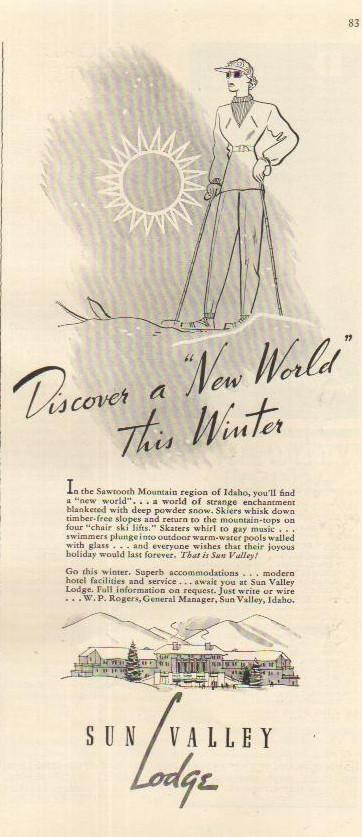 83
Discover a "New World"
This Winter
In the Sawtooth Mountain region of Idaho, you'll find
a "new world"... a world of strange enchantment
blanketed with deep powder snow. Skiers whisk down
timber-free slopes and return to the mountain-tops on
four "chair ski lifts." Skaters whirl to gay music . . .
swimmers plunge into outdoor warm-water pools walled
with glass . . . and everyone wishes that their joyous
holiday would last forever. That is Sun Valley!
Go this winter. Superb accommodations . . . modern
hotel facilities and service . . . await you at Sun Valley
Lodge. Full information on request. Just write or wire
. . . W. P. Rogers, General Manager, Sun Valley, Idaho.
SUN VALLEY
Lodge